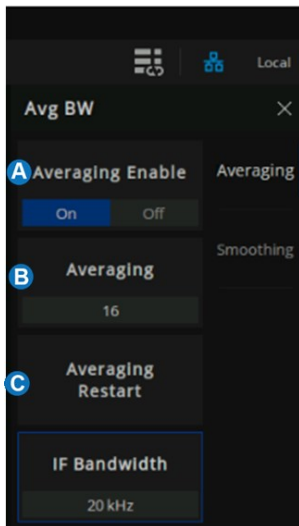 Local
Avg BW
A
Averaging Enable
Averaging
On
Off
Smoothing
B
Averaging
16
C
Averaging
Restart
IF Bandwidth
20 kHz